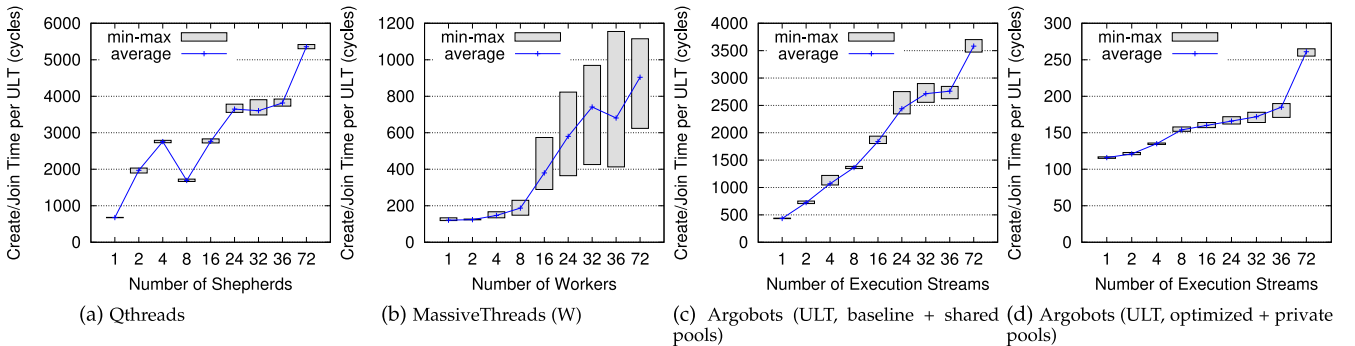 Create/Join Time per ULT (cycles)
6000
5000
4000
3000
2000
1000
0
min-max
average
1 2 4 8 16 24 32 36 72
Number of Shepherds
(a) Qthreads
Create/Join Time per ULT (cycles)
1200
1000
800
600
400
200
0
min-max
average
1 2 4 8 16 24 32 36 72
Number of Workers
(b) MassiveThreads (W)
Create/Join Time per ULT (cycles)
4000
3500
3000
2500
2000
1500
1000
500
0
min-max
average
1 2 4 8 16 24 32 36 72
Number of Execution Streams
(c) Argobots (ULT, baseline + shared
pools)
Create/Join Time per ULT (cycles)
300
250
200
150
100
50
0
min-max
average
1 2 4 8 16 24 32 36 72
Number of Execution Streams
(d) Argobots (ULT, optimized + private
pools)